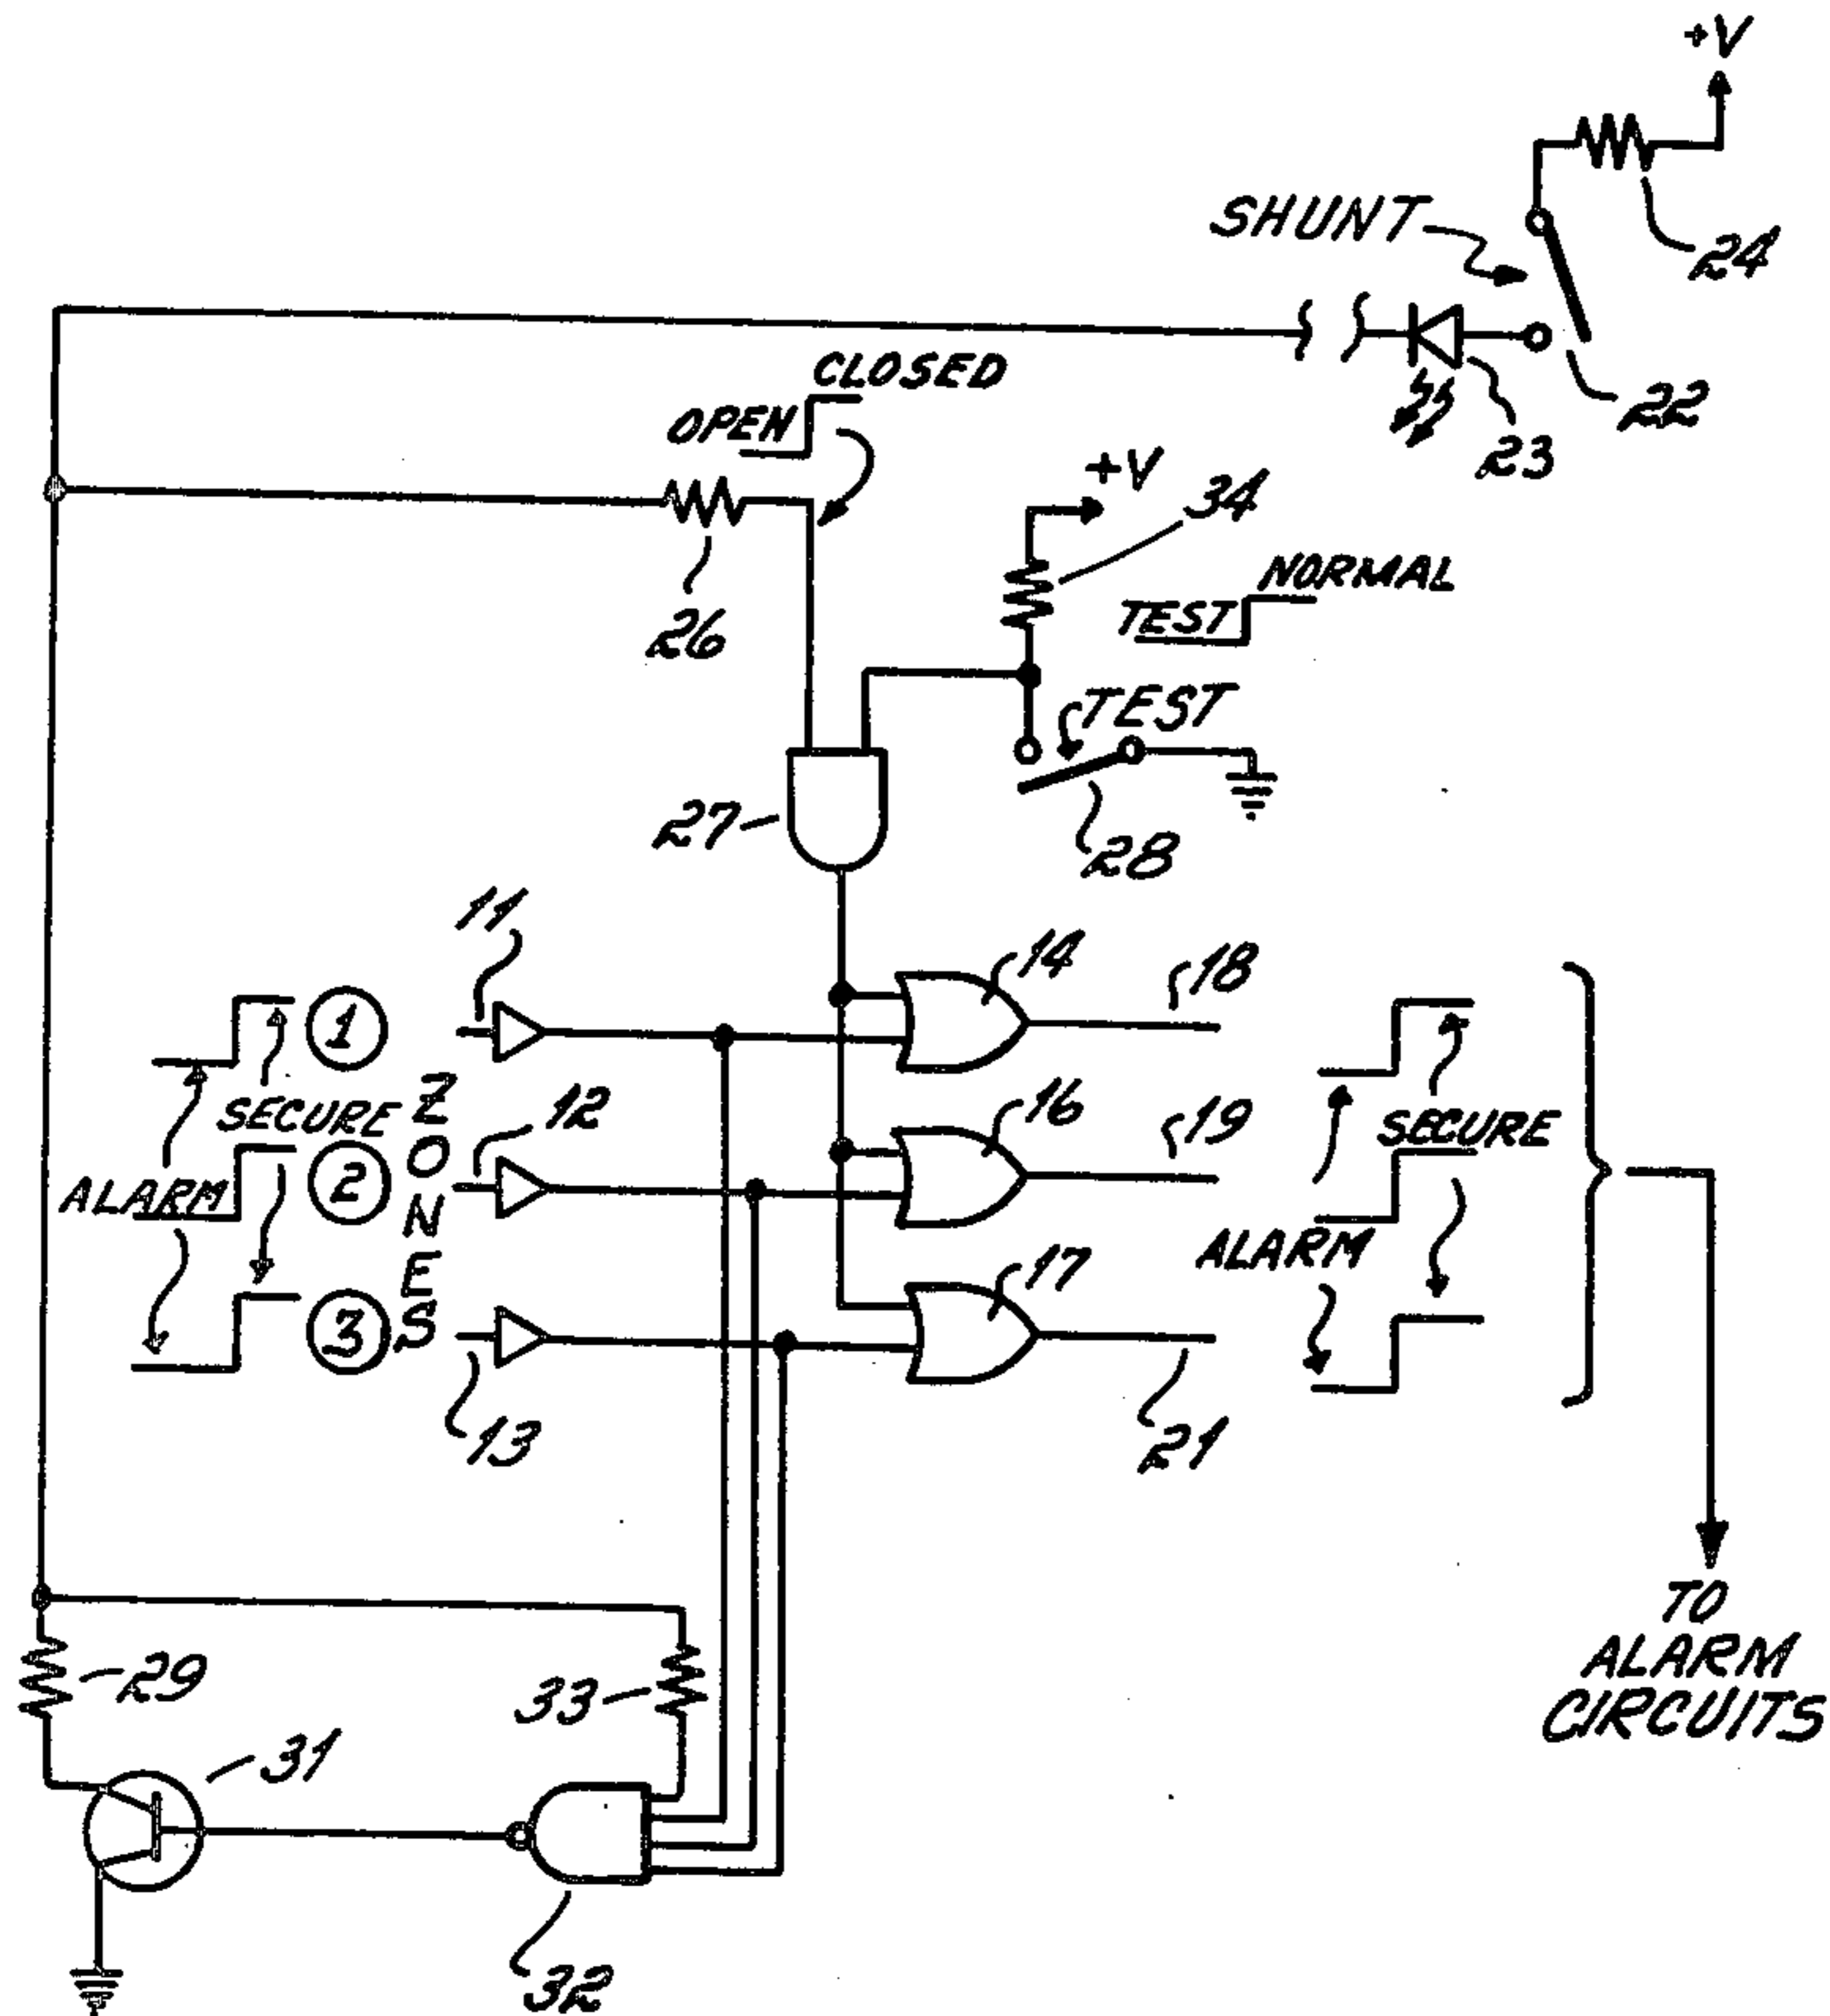 +V
SHUNT
24
CLOSED
OPEN
22
23
+V
34
NORMAL
TEST
26
TEST
27
28
11
14
18
1
SECURE
ZONES
12
16
19
SECURE
2
ALARM
ALARM
17
3
13
21
TO
ALARM
CIRCUITS
29
33
31
32